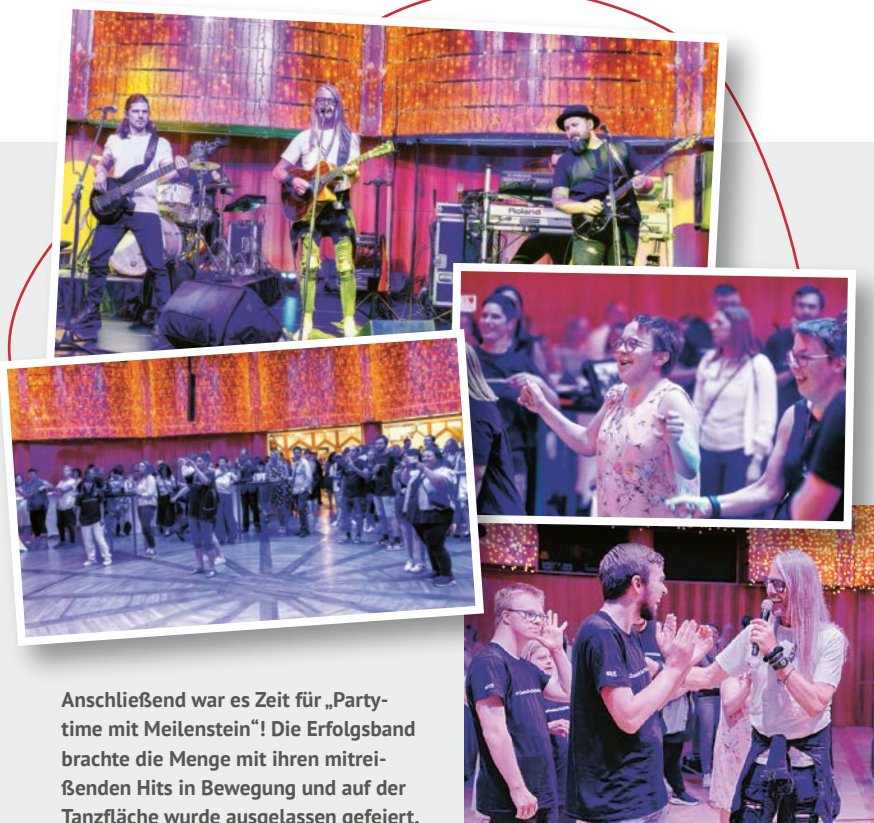 Roland
Anschließend war es Zeit für „Party-
time mit Meilenstein“! Die Erfolgsband
brachte die Menge mit ihren mitrei-
ßenden Hits in Bewegung und auf der
Tanzfläche wurde ausgelassen gefeiert.